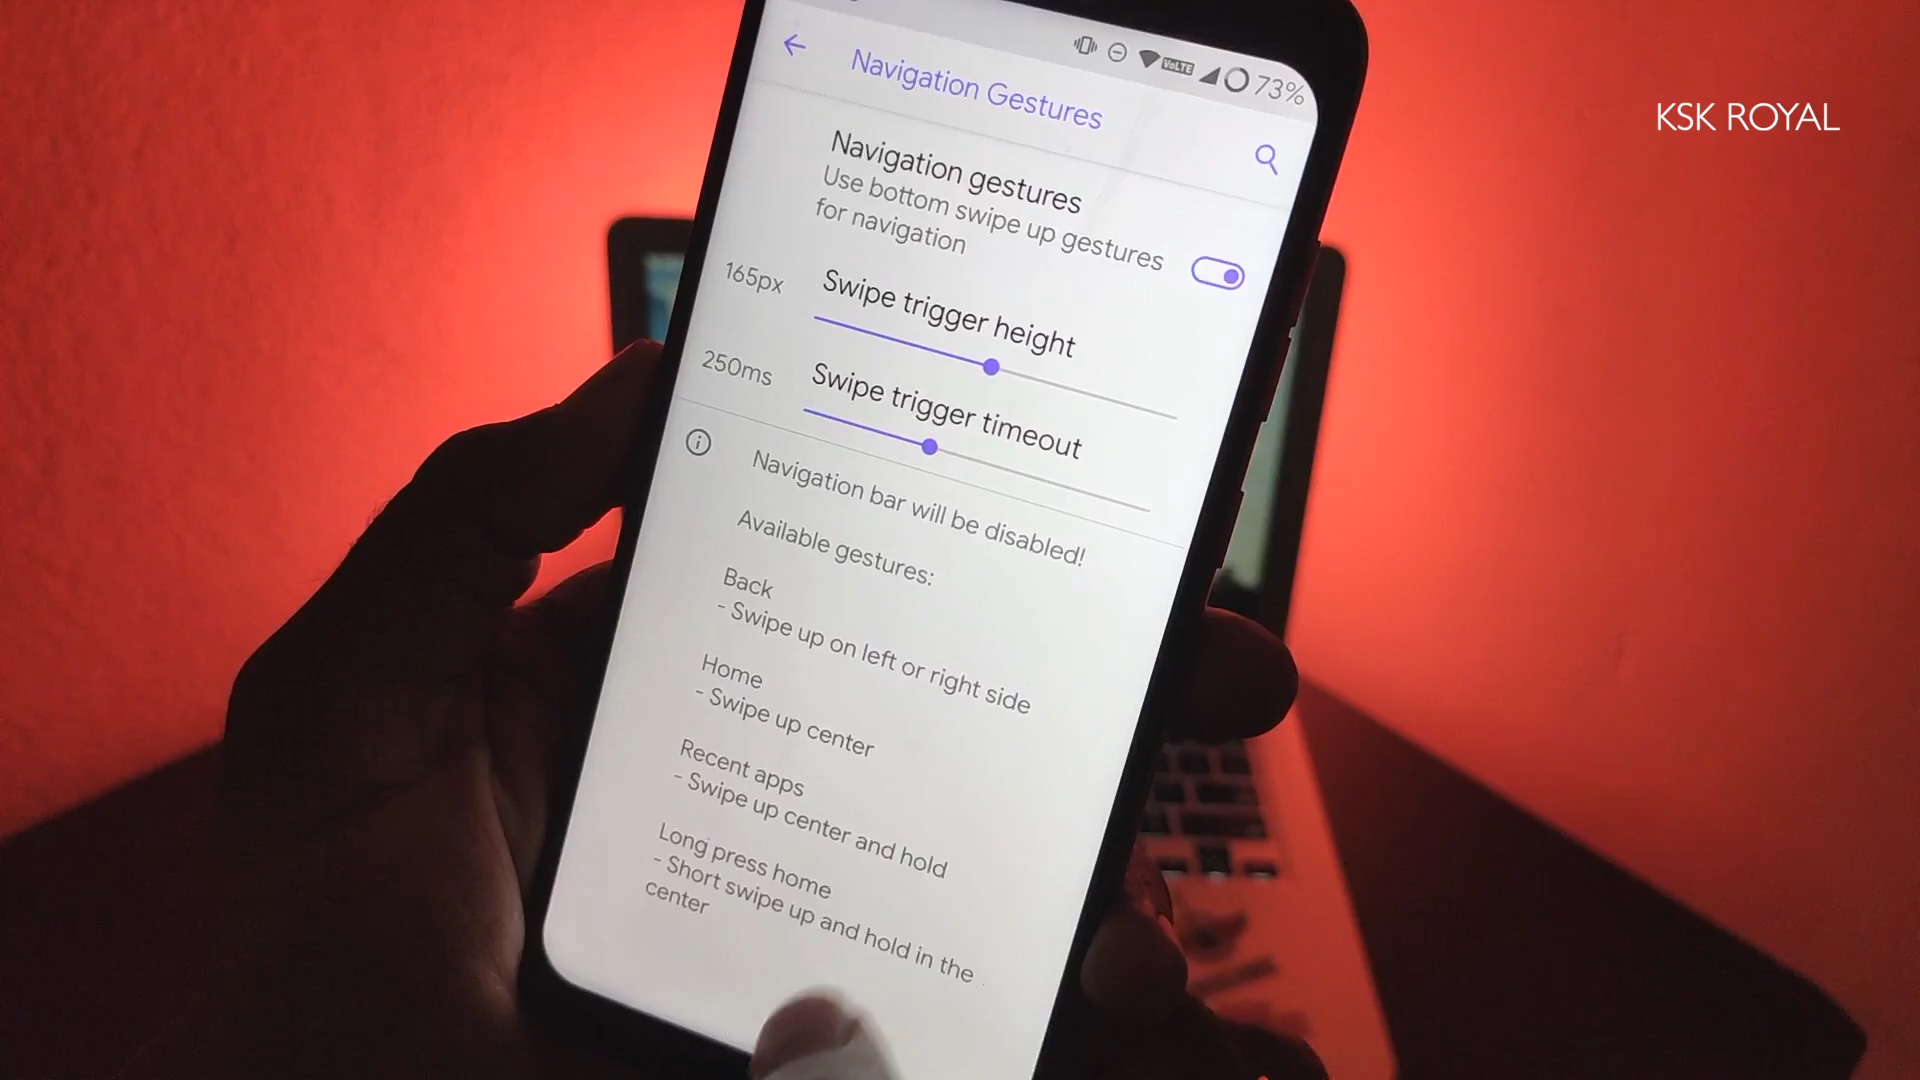 VoLTE 73%
Navigation Gestures
KSK ROYAL
Navigation gestures
Use bottom swipe up gestures
for navigation
165px
Swipe trigger height
250ms
Swipe trigger timeout
Navigation bar will be disabled!
Available gestures:
Back
- Swipe up on left or right side
Home
- Swipe up center
Recent apps
- Swipe up center and hold
Long press home
- Short swipe up and hold in the
center